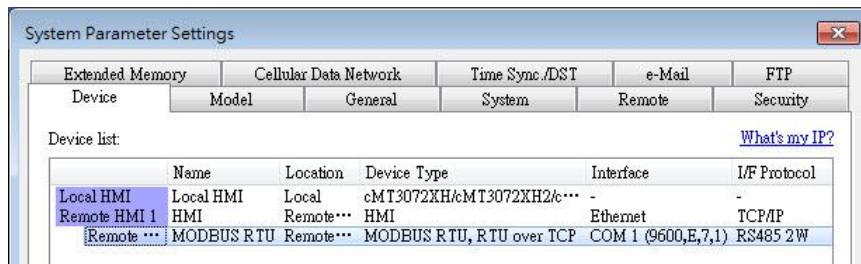 System Parameter Settings
Extended Memory Cellular Data Network Time Sync./DST e-Mail FTP
Device Model General System Remote Security
Device list: What's my IP?
Name Location Device Type Interface I/F Protocol
Local HMI Local HMI Local cMT3072XH/cMT3072XH2/c··· - -
Remote HMI 1 HMI Remote··· HMI Ethernet TCP/IP
Remote ··· MODBUS RTU Remote··· MODBUS RTU, RTU over TCP COM 1 (9600,E,7,1) RS485 2W